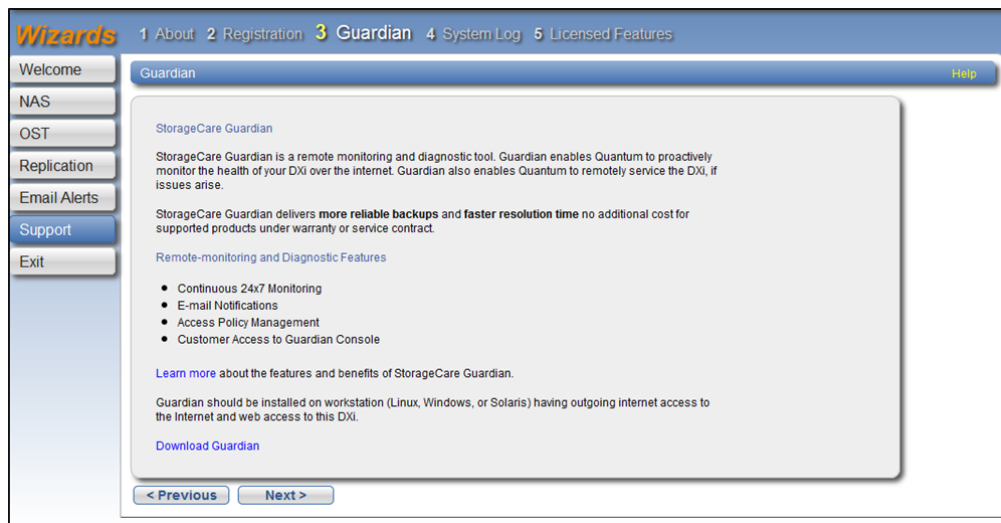 Wizards
1 About 2 Registration 3 Guardian 4 System Log 5 Licensed Features
Welcome
NAS
OST
Replication
Email Alerts
Support
Exit
Guardian
Help
StorageCare Guardian
StorageCare Guardian is a remote monitoring and diagnostic tool. Guardian enables Quantum to proactively
monitor the health of your DXi over the internet. Guardian also enables Quantum to remotely service the DXi, if
issues arise.
StorageCare Guardian delivers more reliable backups and faster resolution time no additional cost for
supported products under warranty or service contract.
Remote-monitoring and Diagnostic Features
• Continuous 24x7 Monitoring
• E-mail Notifications
• Access Policy Management
• Customer Access to Guardian Console
Learn more about the features and benefits of StorageCare Guardian.
Guardian should be installed on workstation (Linux, Windows, or Solaris) having outgoing internet access to
the Internet and web access to this DXi.
Download Guardian
< Previous
Next >